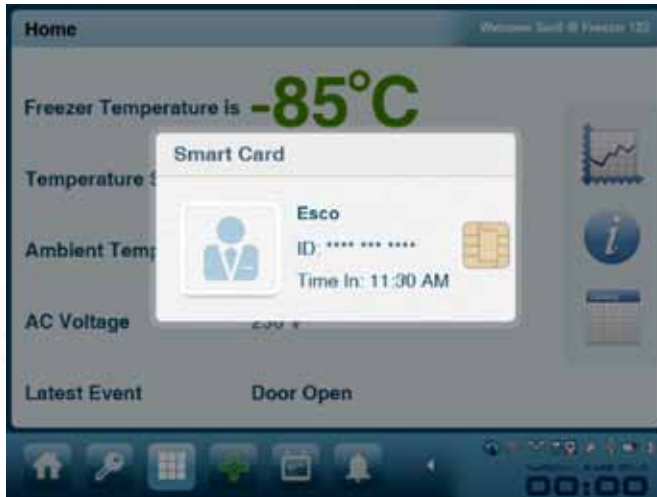 Home
Freezer Temperature is -85°C
Smart Card
Esco
ID: **** *** ****
Time In: 11:30 AM
Temperature
Ambient
AC Voltage
Latest Event Door Open
00:00